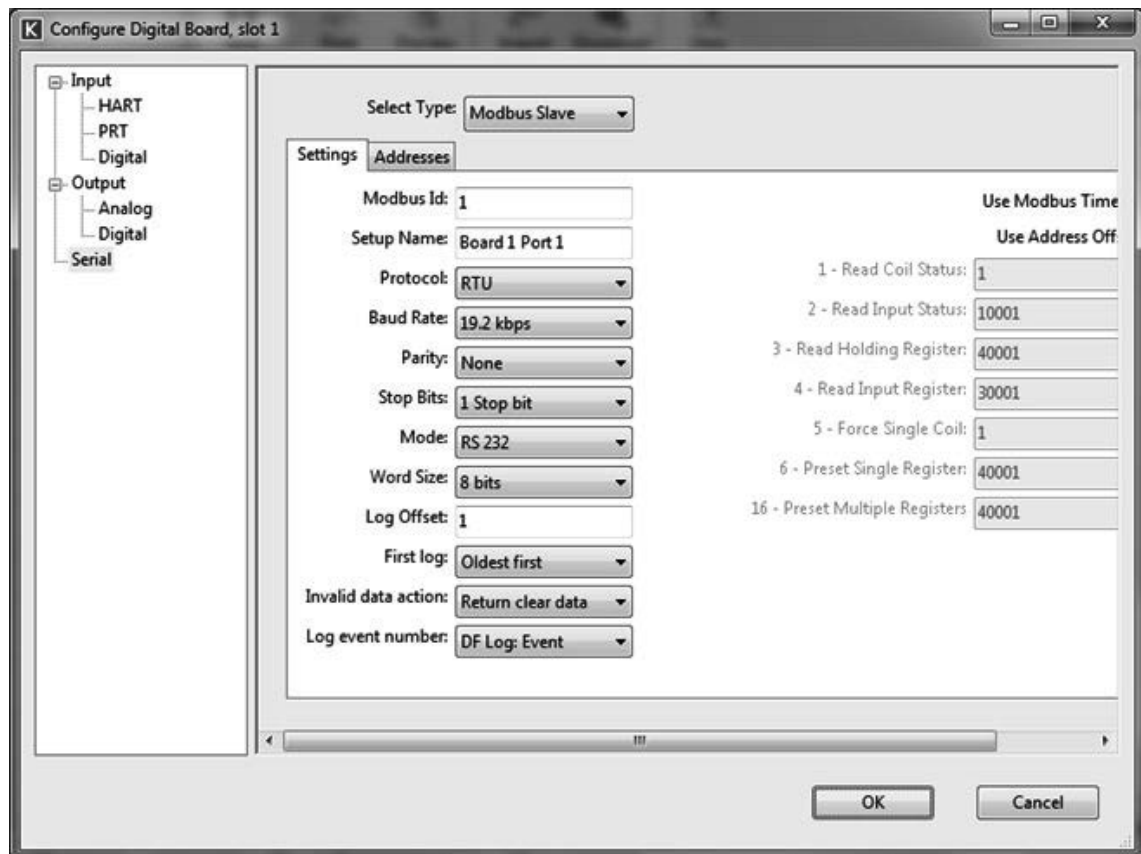 K Configure Digital Board, slot 1
Input
HART
PRT
Digital
Output
Analog
Digital
Serial
Select Type: Modbus Slave
Settings Addresses
Modbus Id: 1
Setup Name: Board 1 Port 1
Protocol: RTU
Baud Rate: 19.2 kbps
Parity: None
Stop Bits: 1 Stop bit
Mode: RS 232
Word Size: 8 bits
Log Offset: 1
First log: Oldest first
Invalid data action: Return clear data
Log event number: DF Log: Event
Use Modbus Time
Use Address Off
1 - Read Coil Status: 1
2 - Read Input Status: 10001
3 - Read Holding Register: 40001
4 - Read Input Register: 30001
5 - Force Single Coil: 1
6 - Preset Single Register: 40001
16 - Preset Multiple Registers 40001
OK Cancel